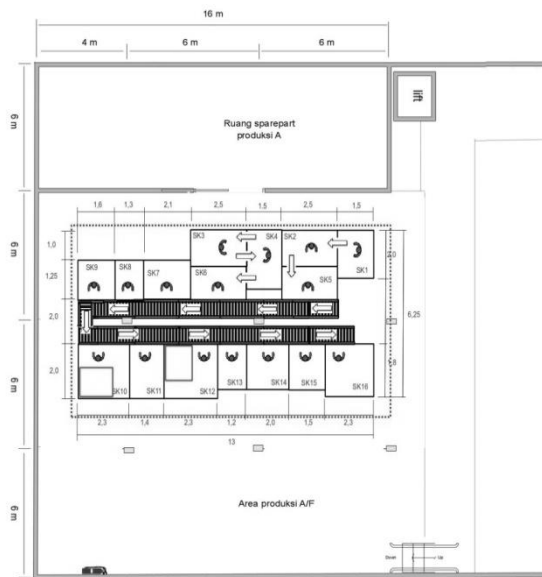 16 m
4 m
6 m
6 m
6 m
lift
Ruang sparepart
produksi A
1,6
1,3
2,1
2,5
1,5
2,5
1,5
6 m
1,0
SK3
SK4
SK2
SK9
SK8
SK7
SK6
SK5
SK1
1,25
2,0
6,25
2,0
SK10
SK11
SK12
SK13
SK14
SK15
SK16
6 m
2,3
1,4
2,3
1,2
2,0
1,5
2,3
13
6 m
Area produksi A/F